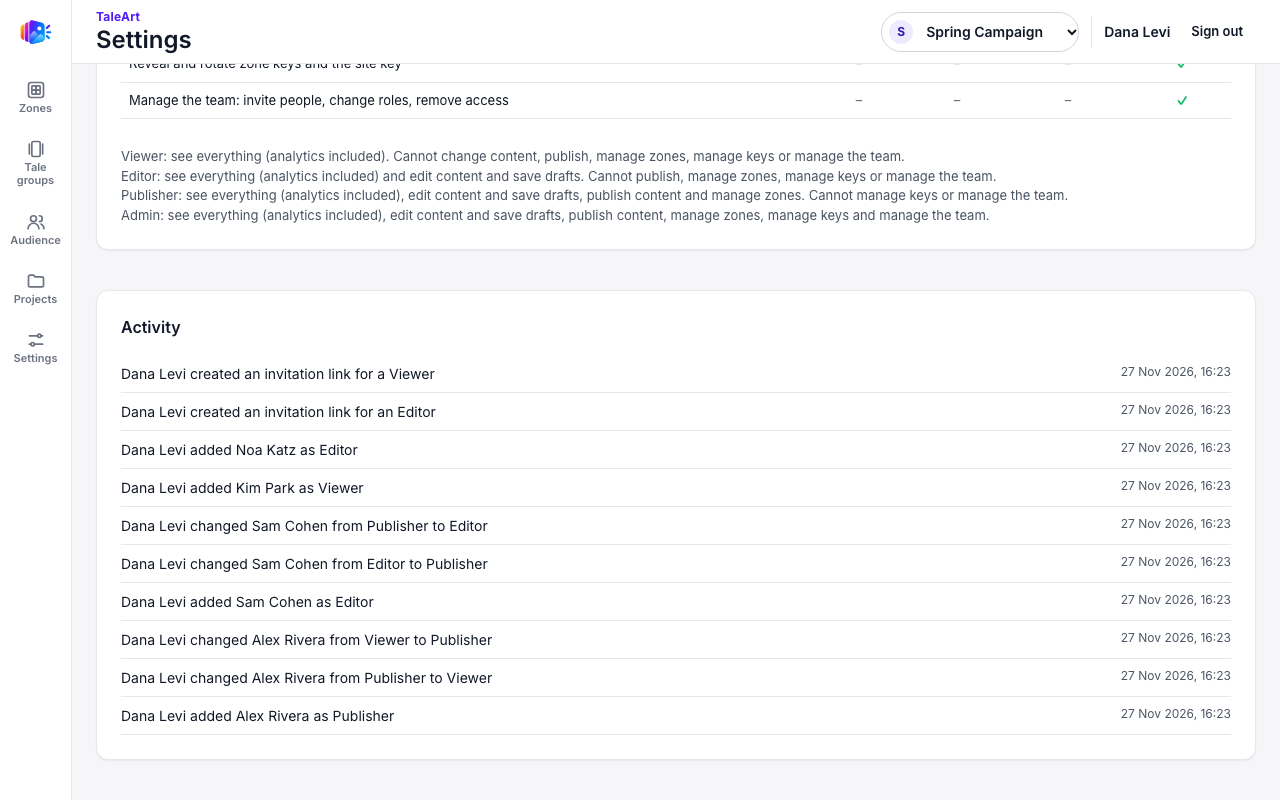 TaleArt
Settings
S Spring Campaign
Dana Levi
Sign out
Zones
Tale
groups
Audience
Projects
Settings
Reveal and rotate zone keys and the site key – – – ✓
Manage the team: invite people, change roles, remove access – – – ✓
Viewer: see everything (analytics included). Cannot change content, publish, manage zones, manage keys or manage the team.
Editor: see everything (analytics included) and edit content and save drafts. Cannot publish, manage zones, manage keys or manage the team.
Publisher: see everything (analytics included), edit content and save drafts, publish content and manage zones. Cannot manage keys or manage the team.
Admin: see everything (analytics included), edit content and save drafts, publish content, manage zones, manage keys and manage the team.
Activity
Dana Levi created an invitation link for a Viewer 27 Nov 2026, 16:23
Dana Levi created an invitation link for an Editor 27 Nov 2026, 16:23
Dana Levi added Noa Katz as Editor 27 Nov 2026, 16:23
Dana Levi added Kim Park as Viewer 27 Nov 2026, 16:23
Dana Levi changed Sam Cohen from Publisher to Editor 27 Nov 2026, 16:23
Dana Levi changed Sam Cohen from Editor to Publisher 27 Nov 2026, 16:23
Dana Levi added Sam Cohen as Editor 27 Nov 2026, 16:23
Dana Levi changed Alex Rivera from Viewer to Publisher 27 Nov 2026, 16:23
Dana Levi changed Alex Rivera from Publisher to Viewer 27 Nov 2026, 16:23
Dana Levi added Alex Rivera as Publisher 27 Nov 2026, 16:23